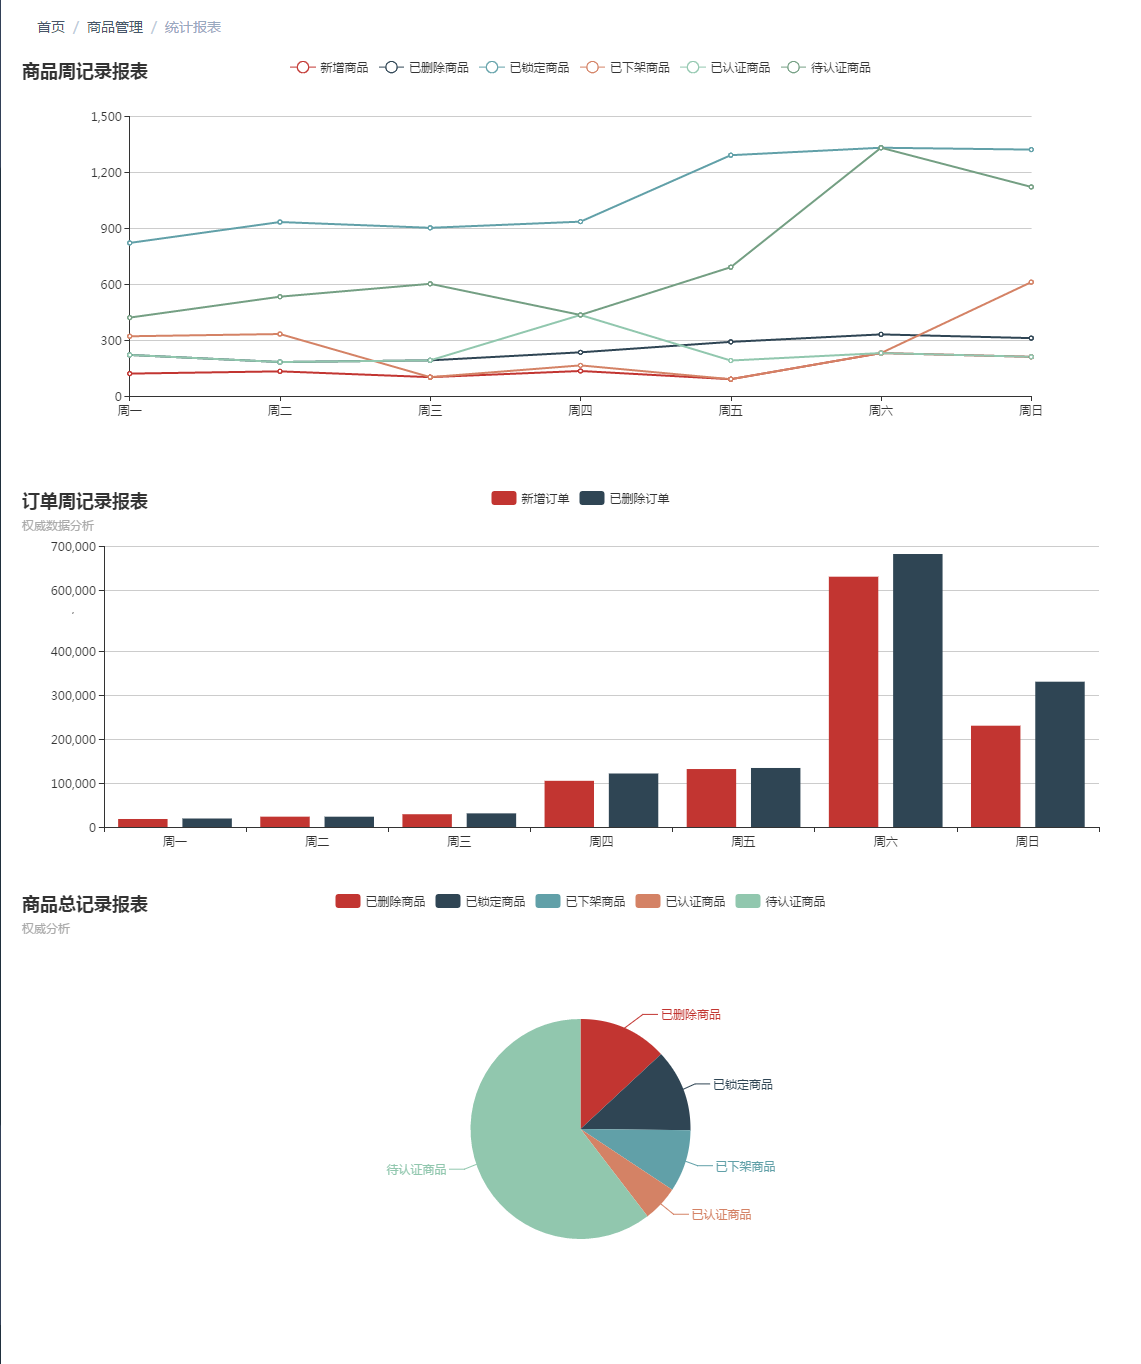 首页 / 商品管理 / 统计报表
商品周记录报表
新增商品 已删除商品 已锁定商品 已下架商品 已认证商品 待认证商品
1,500
1,200
900
600
300
0
周一 周二 周三 周四 周五 周六 周日
订单周记录报表
新增订单 已删除订单
权威数据分析
700,000
600,000
400,000
300,000
200,000
100,000
0
周一 周二 周三 周四 周五 周六 周日
商品总记录报表
已删除商品 已锁定商品 已下架商品 已认证商品 待认证商品
权威分析
已删除商品
已锁定商品
已下架商品
待认证商品
已认证商品